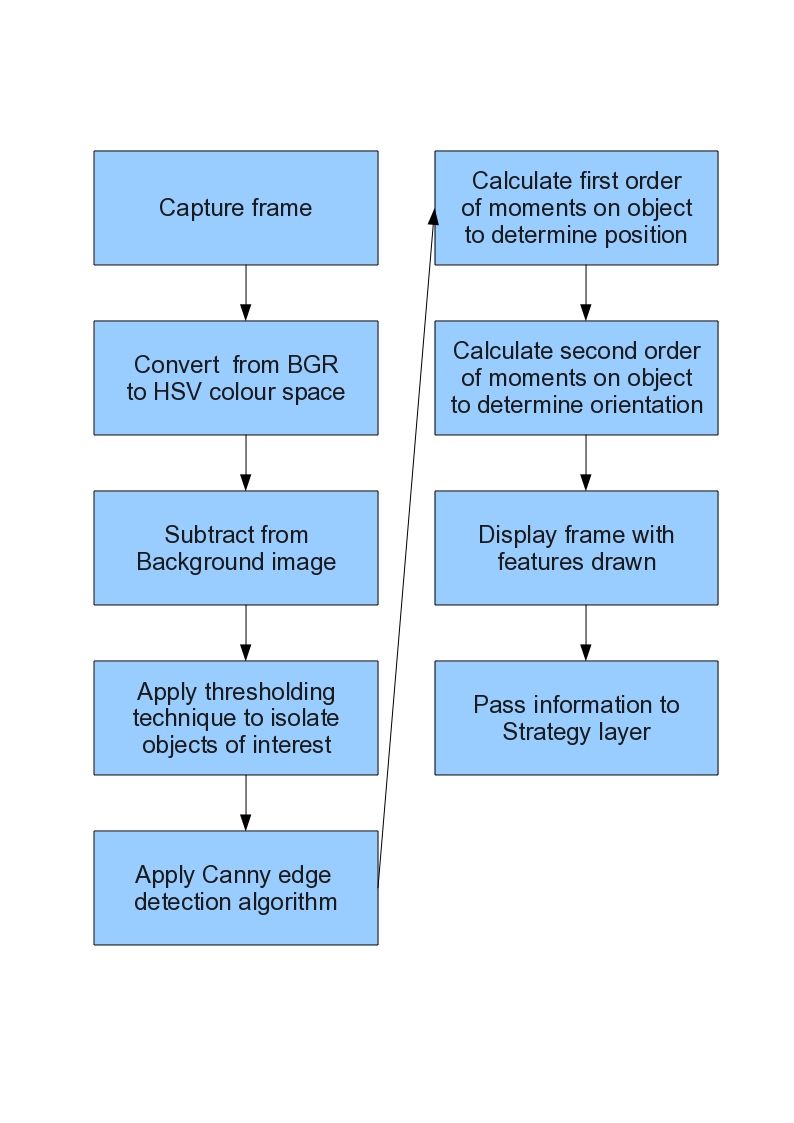 Capture frame
Convert  from BGR
to HSV colour space
Subtract from
Background image
Apply thresholding
technique to isolate
objects of interest
Apply Canny edge
detection algorithm
Calculate first order
of moments on object
to determine position
Calculate second order
of moments on object
to determine orientation
Display frame with
features drawn
Pass information to
Strategy layer